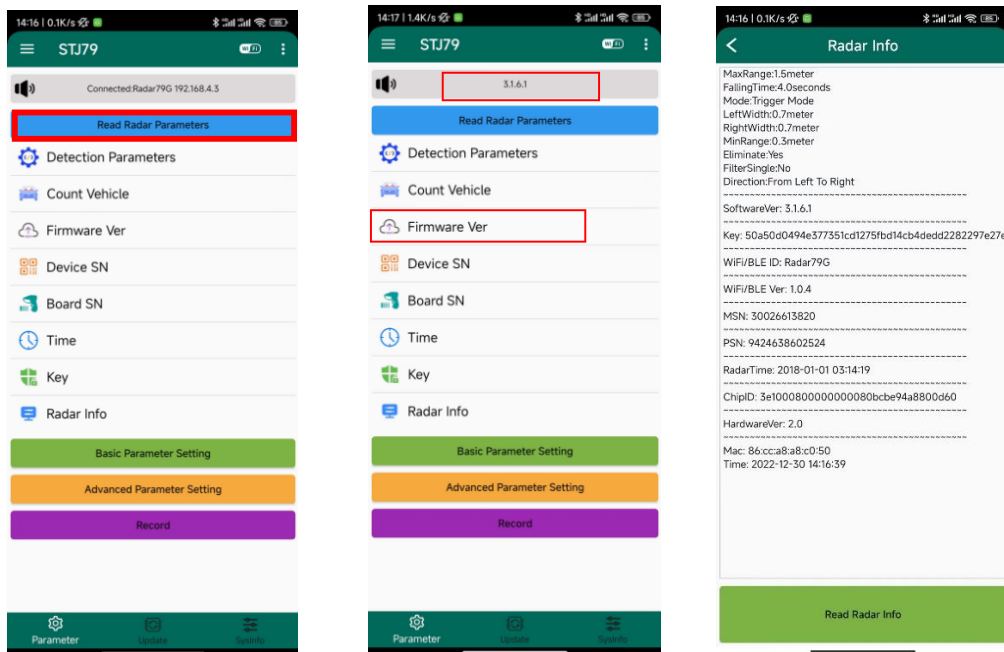 14:16 | 0.1K/s
STJ79
WiFi
Connected:Radar79G 192.168.4.3
Read Radar Parameters
Detection Parameters
Count Vehicle
Firmware Ver
Device SN
Board SN
Time
Key
Radar Info
Basic Parameter Setting
Advanced Parameter Setting
Record
Parameter
Update
Sysinfo
14:17 | 1.4K/s
STJ79
WiFi
3.1.6.1
Read Radar Parameters
Detection Parameters
Count Vehicle
Firmware Ver
Device SN
Board SN
Time
Key
Radar Info
Basic Parameter Setting
Advanced Parameter Setting
Record
Parameter
Update
Sysinfo
14:16 | 0.1K/s
Radar Info
MaxRange:1.5meter
FallingTime:4.0seconds
Mode:Trigger Mode
LeftWidth:0.7meter
RightWidth:0.7meter
MinRange:0.3meter
Eliminate:Yes
FilterSingle:No
Direction:From Left To Right
SoftwareVer: 3.1.6.1
Key: 50a50d0494e377351cd1275fbd14cb4dedd2282297e27e
WiFi/BLE ID: Radar79G
WiFi/BLE Ver: 1.0.4
MSN: 30026613820
PSN: 9424638602524
RadarTime: 2018-01-01 03:14:19
ChipID: 3e1000800000000080bcbe94a8800d60
HardwareVer: 2.0
Mac: 86:cc:a8:a8:c0:50
Time: 2022-12-30 14:16:39
Read Radar Info